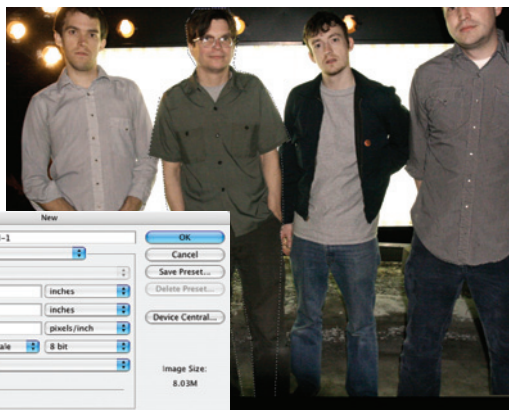 New
-1
OK
Cancel
Save Preset...
inches
Delete Preset...
inches
Device Central...
pixels/inch
8 bit
Image Size:
8.03M